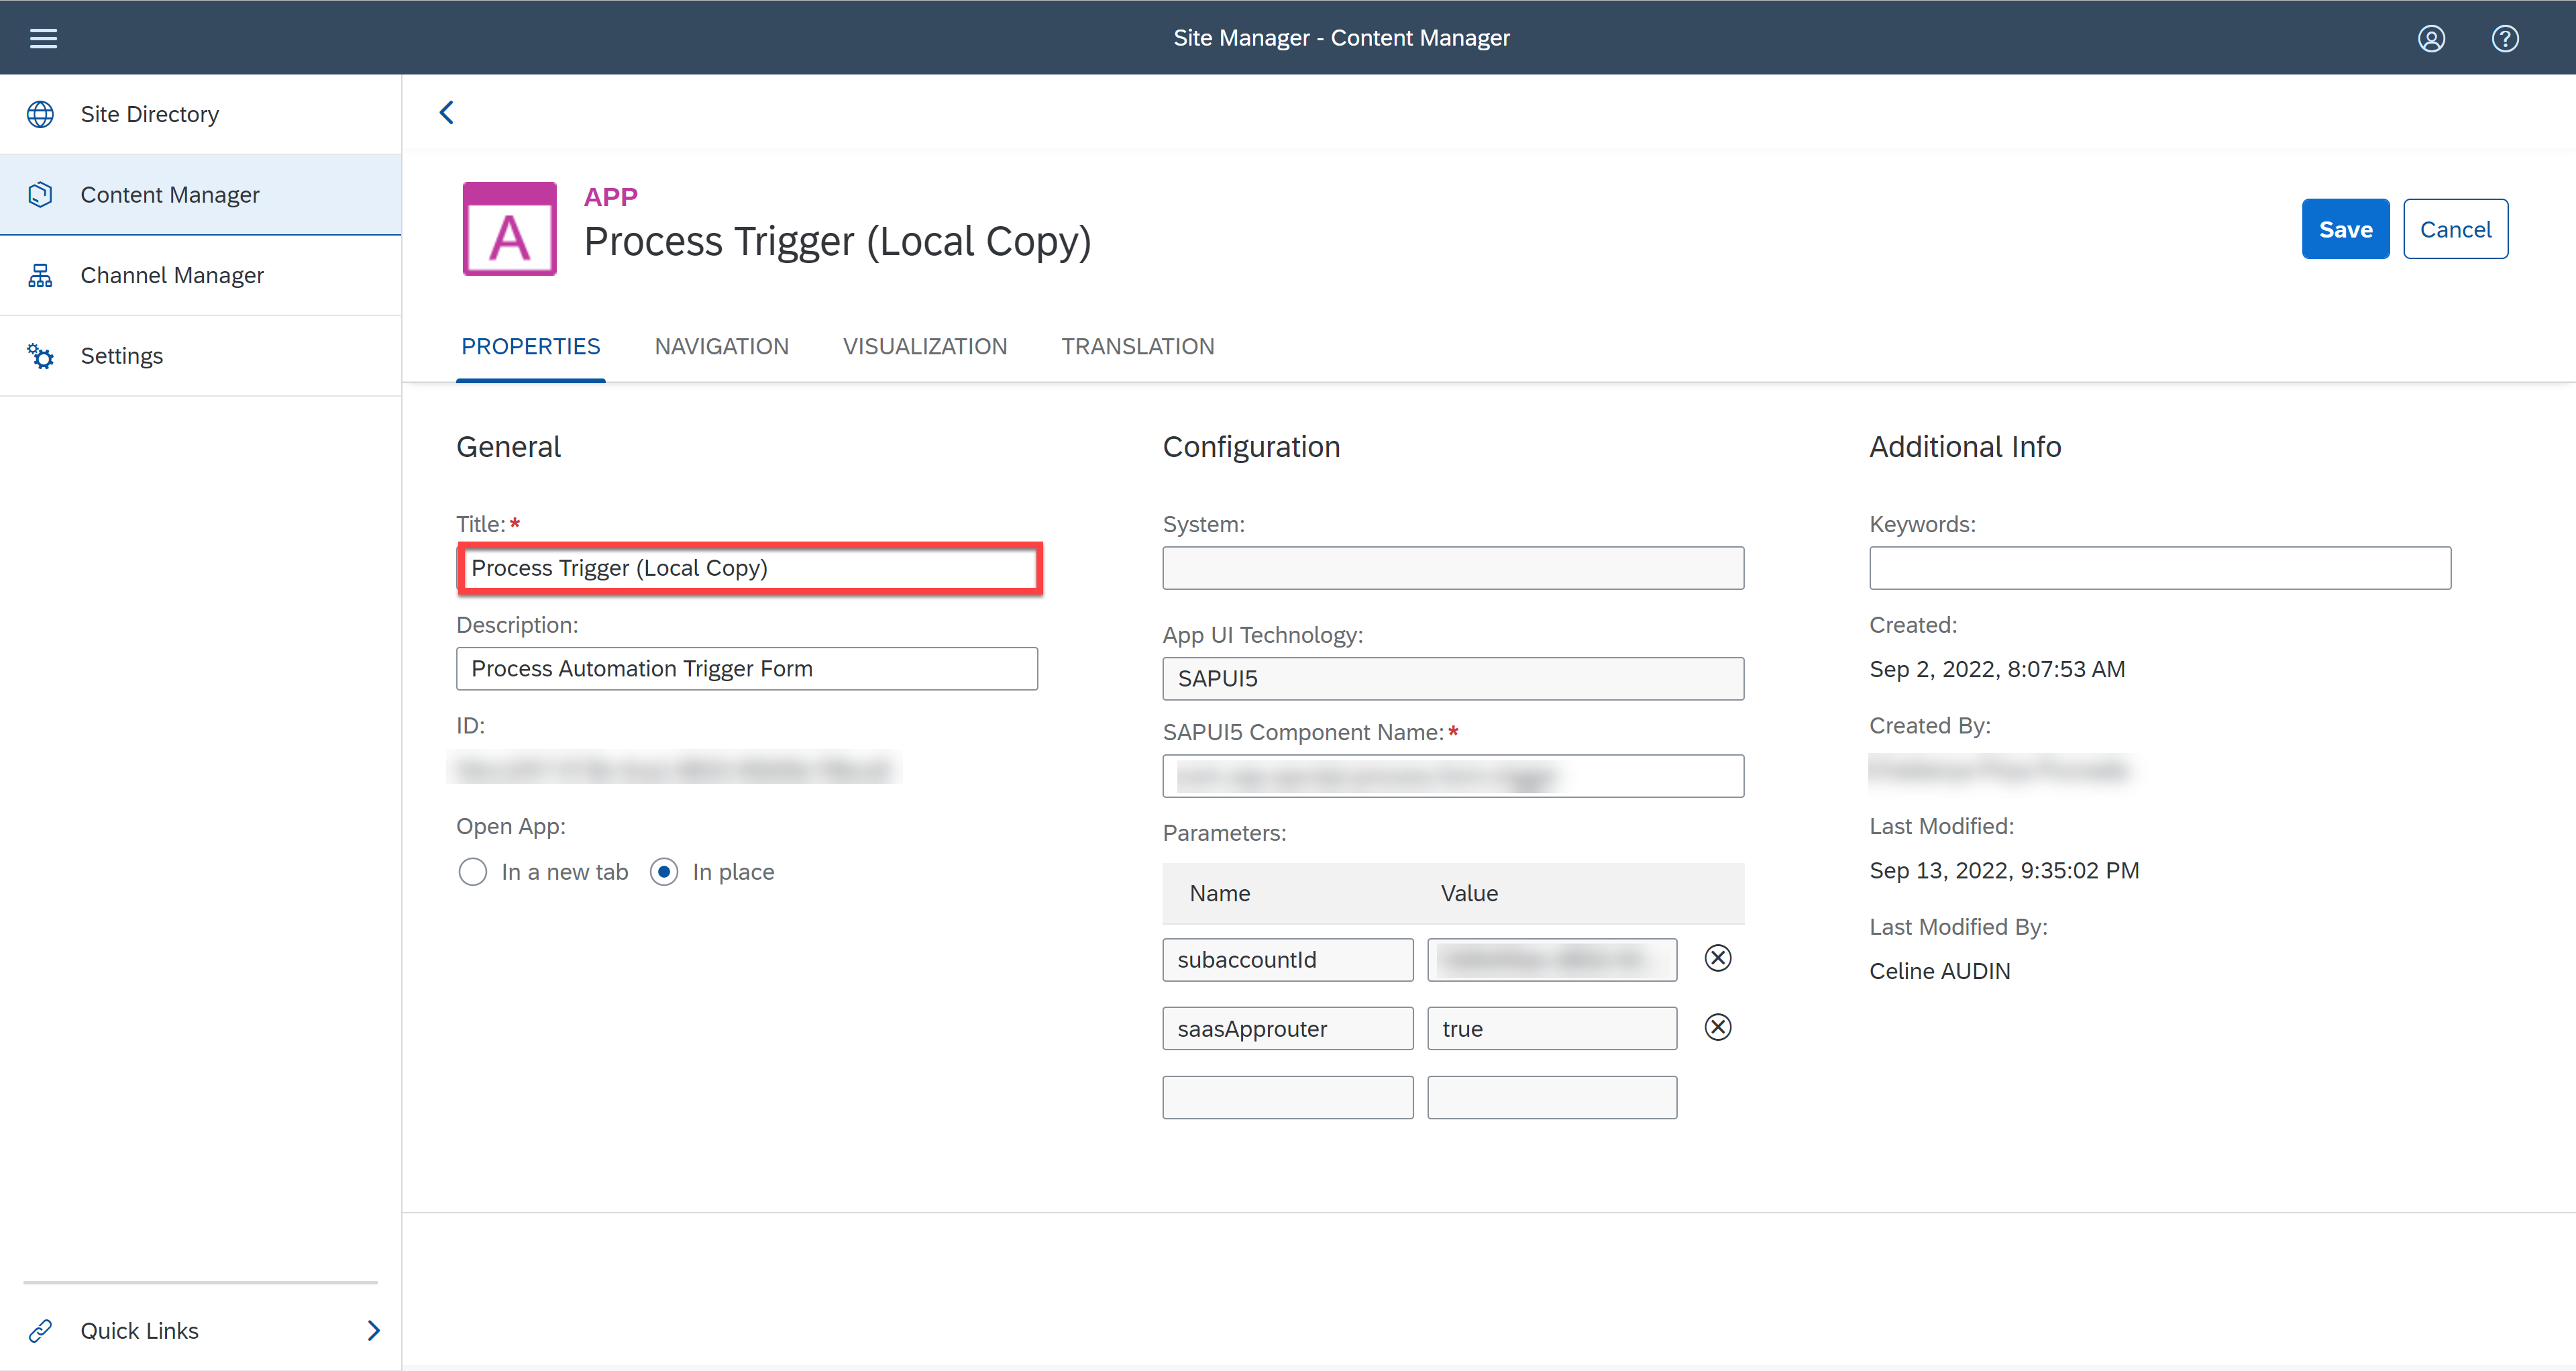 Site Manager - Content Manager
Site Directory
Content Manager
Channel Manager
Settings
Quick Links
A
APP
Process Trigger (Local Copy)
Save
Cancel
PROPERTIES
NAVIGATION
VISUALIZATION
TRANSLATION
General
Title:*
Process Trigger (Local Copy)
Description:
Process Automation Trigger Form
ID:
Open App:
In a new tab
In place
Configuration
System:
App UI Technology:
SAPUI5
SAPUI5 Component Name:*
Parameters:
Name Value
subaccountId
saasApprouter true
Additional Info
Keywords:
Created:
Sep 2, 2022, 8:07:53 AM
Created By:
Last Modified:
Sep 13, 2022, 9:35:02 PM
Last Modified By:
Celine AUDIN